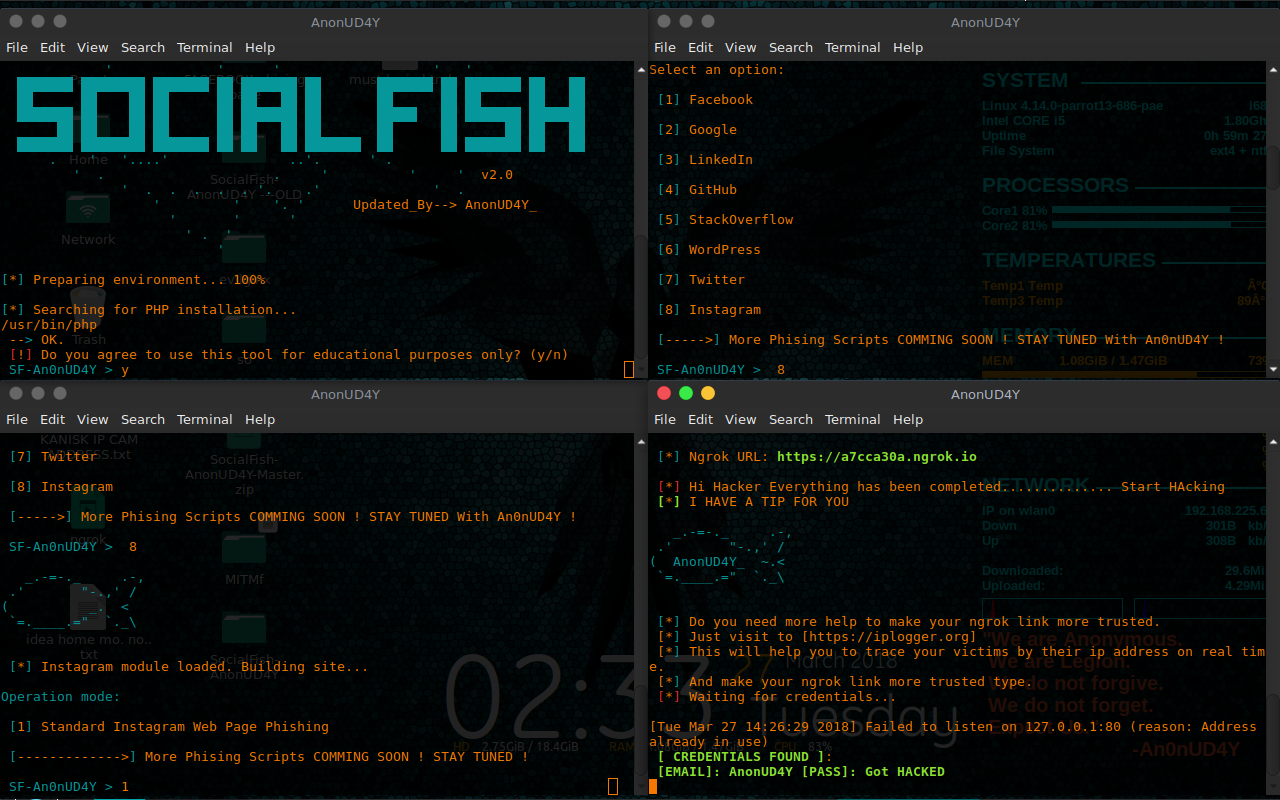 AnonUD4Y
File Edit View Search Terminal Help
SOCIALFISH
v2.0
Updated_By--> AnonUD4Y_
Home
SocialFish-
AnonUD4Y ---OLD
Network
Trash
[*] Preparing environment... 100%
[*] Searching for PHP installation...
/usr/bin/php
--> OK.
[!] Do you agree to use this tool for educational purposes only? (y/n)
SF-An0nUD4Y > y
AnonUD4Y
File Edit View Search Terminal Help
Select an option:
[1] Facebook
[2] Google
[3] LinkedIn
[4] GitHub
[5] StackOverflow
[6] WordPress
[7] Twitter
[8] Instagram
[----->] More Phising Scripts COMMING SOON ! STAY TUNED With An0nUD4Y !
SF-An0nUD4Y > 8
SYSTEM
Linux 4.14.0-parrot13-686-pae i68
Intel CORE i5 1.80Gh
Uptime 0h 59m 27
File System ext4 + ntf
PROCESSORS
Core1 81%
Core2 81%
TEMPERATURES
Temp1 Temp
Temp3 Temp
MEMORY
MEM 1.08GiB / 1.47GiB 73%
AnonUD4Y
File Edit View Search Terminal Help
KANISK IP CAM
[7] Twitter
[8] Instagram
[----->] More Phising Scripts COMMING SOON ! STAY TUNED With An0nUD4Y !
SF-An0nUD4Y > 8
SocialFish-
AnonUD4Y-Master.
zip
ngrok
MITMf
idea home mo. no..
txt
SocialFish-
AnonUD4Y
[*] Instagram module loaded. Building site...
Operation mode:
[1] Standard Instagram Web Page Phishing
[------------->] More Phising Scripts COMMING SOON ! STAY TUNED !
SF-An0nUD4Y > 1
AnonUD4Y
File Edit View Search Terminal Help
[*] Ngrok URL: https://a7cca30a.ngrok.io
[*] Hi Hacker Everything has been completed.............. Start HAcking
[*] I HAVE A TIP FOR YOU
AnonUD4Y_
[*] Do you need more help to make your ngrok link more trusted.
[*] Just visit to [https://iplogger.org]
[*] This will help you to trace your victims by their ip address on real tim
e.
[*] And make your ngrok link more trusted type.
[*] Waiting for credentials...
[Tue Mar 27 14:26:29 2018] Failed to listen on 127.0.0.1:80 (reason: Address
already in use)
[ CREDENTIALS FOUND ]:
[EMAIL]: AnonUD4Y [PASS]: Got HACKED
NETWORK
IP on wlan0 192.168.225.6
Down 301B kb/
Up 308B kb/
Downloaded: 29.6Mi
Uploaded: 4.29Mi
"We are Anonymous.
We are Legion.
We do not forgive.
We do not forget.
-An0nUD4Y
02:33
27 March 2018
Tuesday
HD 2.75GiB / 18.4GiB RAM CPU 83%